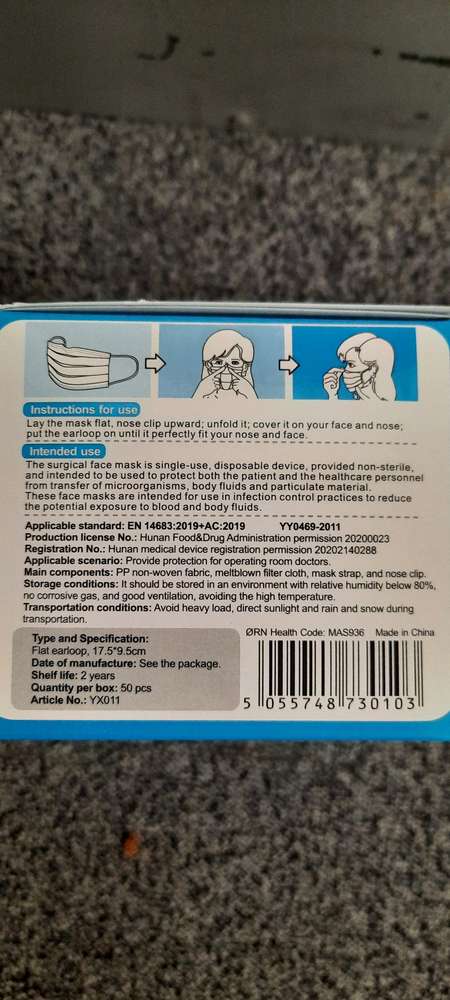 Instructions for use
Lay the mask flat, nose clip upward; unfold it; cover it on your face and nose;
put the earloop on until it perfectly fit your nose and face.
Intended use
The surgical face mask is single-use, disposable device, provided non-sterile,
and intended to be used to protect both the patient and the healthcare personnel
from transfer of microorganisms, body fluids and particulate material.
These face masks are intended for use in infection control practices to reduce
the potential exposure to blood and body fluids.
Applicable standard: EN 14683:2019+AC:2019 YY0469-2011
Production license No.: Hunan Food&Drug Administration permission 20200023
Registration No.: Hunan medical device registration permission 20202140288
Applicable scenario: Provide protection for operating room doctors.
Main components: PP non-woven fabric, meltblown filter cloth, mask strap, and nose clip.
Storage conditions: It should be stored in an environment with relative humidity below 80%,
no corrosive gas, and good ventilation, avoiding the high temperature.
Transportation conditions: Avoid heavy load, direct sunlight and rain and snow during
transportation.
Type and Specification:
Flat earloop, 17.5*9.5cm
Date of manufacture: See the package.
Shelf life: 2 years
Quantity per box: 50 pcs
Article No.: YX011
ØRN Health Code: MAS936 Made in China
5 055748 730103